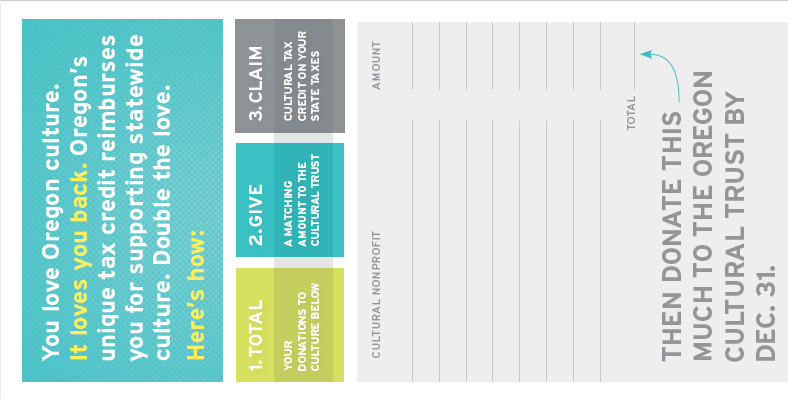 You love Oregon culture.
It loves you back. Oregon's
unique tax credit reimburses
you for supporting statewide
culture. Double the love.
Here's how:
1. TOTAL
YOUR
DONATIONS TO
CULTURE BELOW
2. GIVE
A MATCHING
AMOUNT TO THE
CULTURAL TRUST
3. CLAIM
CULTURAL TAX
CREDIT ON YOUR
STATE TAXES
CULTURAL NONPROFIT
AMOUNT
TOTAL
THEN DONATE THIS
MUCH TO THE OREGON
CULTURAL TRUST BY
DEC. 31.